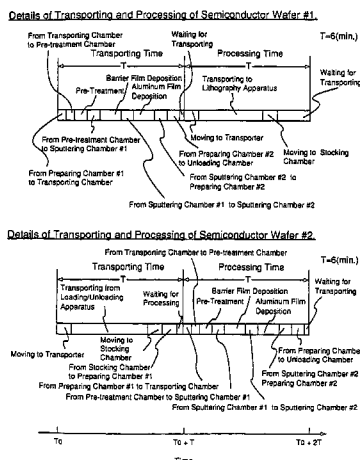 Details of Transporting and Processing of Semiconductor Wafer #1.
From Transporting Chamber
to Pre-treatment Chamber
Waiting for
Transporting
T=6(min.)
Transporting Time
Processing Time
T
T
Pre-Treatment
Barrier Film Deposition
Aluminum Film
Deposition
Transporting to
Lithography Apparatus
Waiting for
Transporting
From Pre-treatment Chamber
to Sputtering Chamber #1
Moving to Transporter
Moving to Stocking
Chamber
From Preparing Chamber #1
to Transporting Chamber
From Preparing Chamber #2
to Unloading Chamber
From Sputtering Chamber #2 to
Preparing Chamber #2
From Sputtering Chamber #1 to Sputtering Chamber #2
Details of Transporting and Processing of Semiconductor Wafer #2.
From Transporting Chamber to Pre-treatment Chamber
Transporting Time
Processing Time
T=6(min.)
T
T
Waiting for
Transporting
Transporting from
Loading/Unloading
Apparatus
Waiting for
Processing
Barrier Film Deposition
Pre-Treatment
Aluminum Film
Deposition
Moving to Transporter
Moving to
Stocking
Chamber
From Preparing Chambe
to Unloading Chamber
From Stocking Chamber
to Preparing Chamber #1
From Preparing Chamber #1 to Transporting Chamber
From Sputtering Chamber #2
Preparing Chamber #2
From Pre-treatment Chamber to Sputtering Chamber #1
From Sputtering Chamber #1 to Sputtering Chamber #2
T0
T0 + T
T0 + 2T
Time